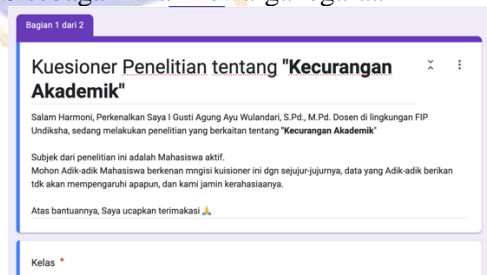 Bagian 1 dari 2
Kuesioner Penelitian tentang "Kecurangan
Akademik"
Salam Harmoni, Perkenalkan Saya I Gusti Agung Ayu Wulandari, S.Pd., M.Pd. Dosen di lingkungan FIP
Undiksha, sedang melakukan penelitian yang berkaitan tentang "Kecurangan Akademik"
Subjek dari penelitian ini adalah Mahasiswa aktif.
Mohon Adik-adik Mahasiswa berkenan mngisi kuisioner ini dgn sejujur-jujurnya, data yang Adik-adik berikan
tdk akan mempengaruhi apapun, dan kami jamin kerahasiaanya.
Atas bantuannya, Saya ucapkan terimakasi 🙏
Kelas *